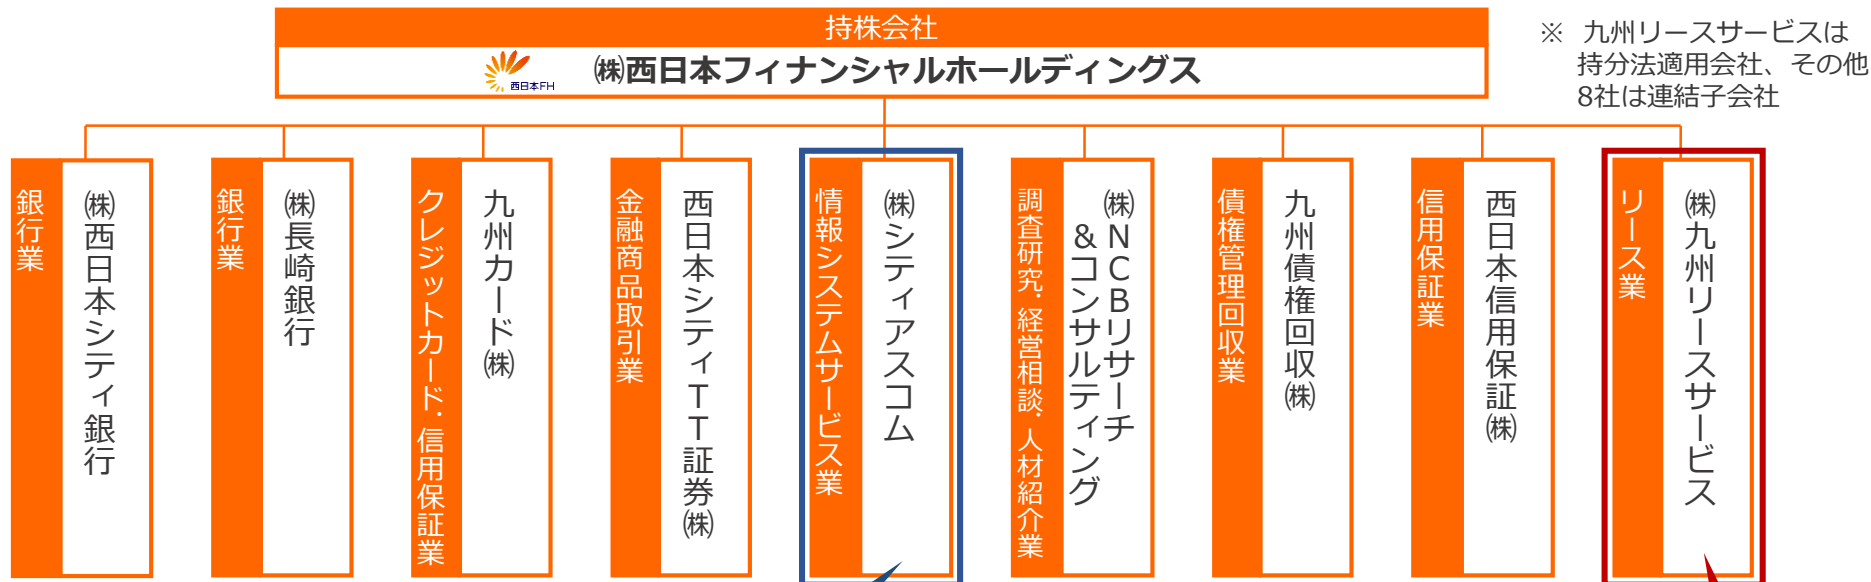 持株会社
西日本FH
㈱西日本フィナンシャルホールディングス
※ 九州リースサービスは
持分法適用会社、その他
8社は連結子会社
銀行業
㈱西日本シティ銀行
銀行業
㈱長崎銀行
クレジットカード・信用保証業
九州カード㈱
金融商品取引業
西日本シティTT証券㈱
情報システムサービス業
㈱シティアスコム
調査研究・経営相談・人材紹介業
㈱NCBリサーチ
&コンサルティング
債権管理回収業
九州債権回収㈱
信用保証業
西日本信用保証㈱
リース業
㈱九州リースサービス